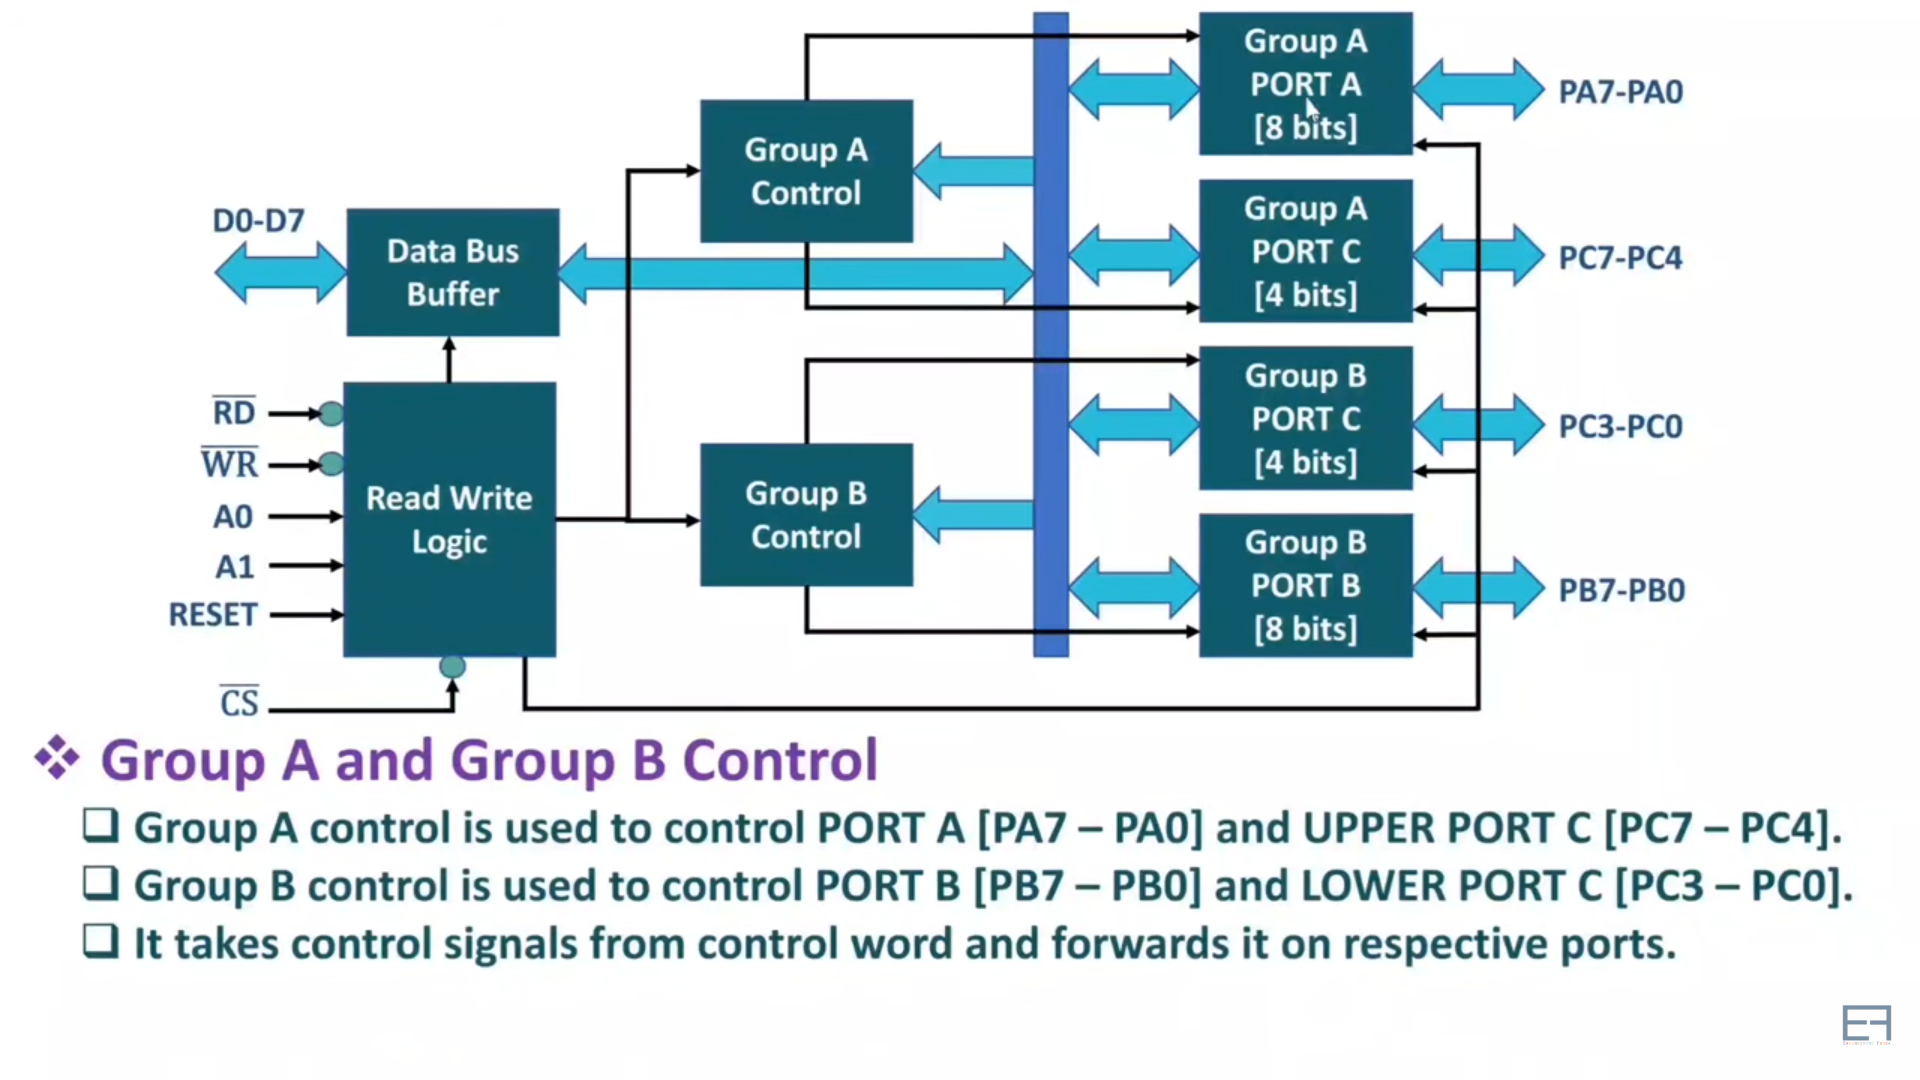 Group A
PORT A
[8 bits]
PA7-PA0
Group A
Control
Group A
PORT C
[4 bits]
PC7-PC4
D0-D7
Data Bus
Buffer
Group B
PORT C
[4 bits]
PC3-PC0
R̅D̅
W̅R̅
A0
A1
RESET
C̅S̅
Read Write
Logic
Group B
Control
Group B
PORT B
[8 bits]
PB7-PB0
❖ Group A and Group B Control
❑ Group A control is used to control PORT A [PA7 – PA0] and UPPER PORT C [PC7 – PC4].
❑ Group B control is used to control PORT B [PB7 – PB0] and LOWER PORT C [PC3 – PC0].
❑ It takes control signals from control word and forwards it on respective ports.
EF